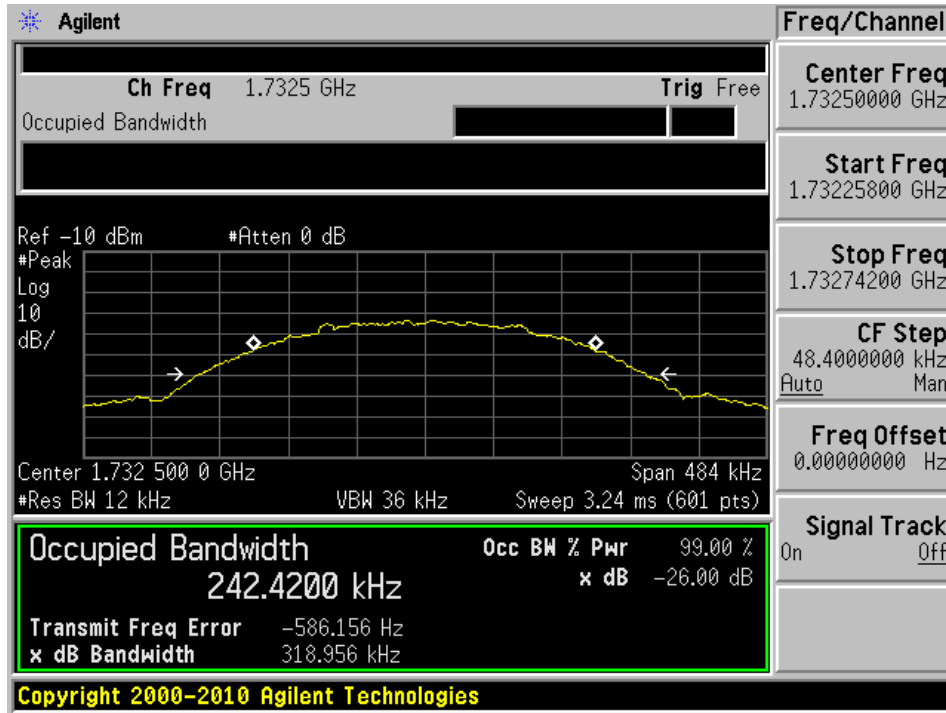 Agilent
Freq/Channel
Ch Freq 1.7325 GHz Trig Free
Occupied Bandwidth
Center Freq
1.73250000 GHz
Start Freq
1.73225800 GHz
Stop Freq
1.73274200 GHz
CF Step
48.4000000 kHz
Auto Man
Freq Offset
0.00000000 Hz
Signal Track
On Off
Ref -10 dBm #Atten 0 dB
#Peak
Log
10
dB/
Center 1.732 500 0 GHz Span 484 kHz
#Res BW 12 kHz VBW 36 kHz Sweep 3.24 ms (601 pts)
Occupied Bandwidth Occ BW % Pwr 99.00 %
242.4200 kHz x dB -26.00 dB
Transmit Freq Error -586.156 Hz
x dB Bandwidth 318.956 kHz
Copyright 2000-2010 Agilent Technologies